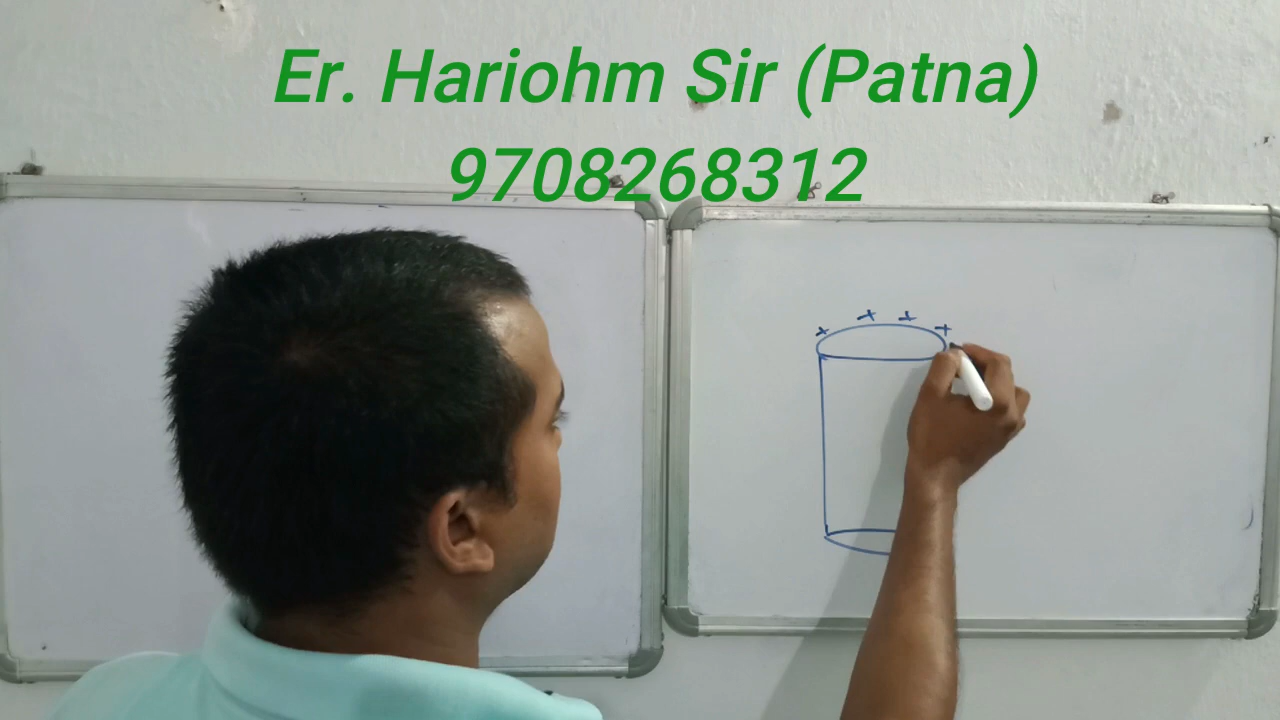 Er. Hariohm Sir (Patna)
9708268312
+ + + +